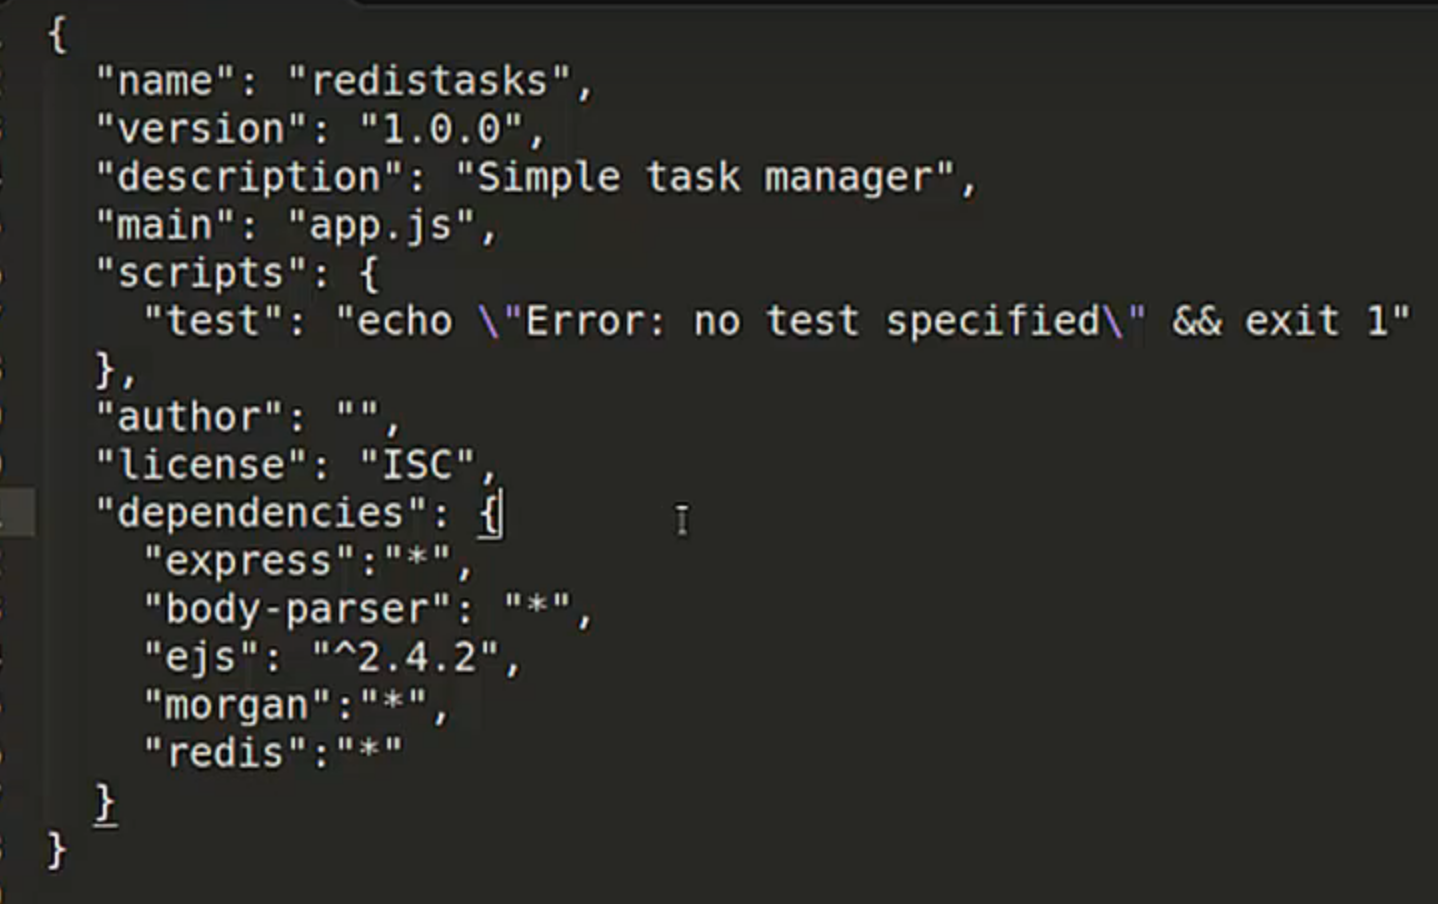 {
"name": "redistasks",
"version": "1.0.0",
"description": "Simple task manager",
"main": "app.js",
"scripts": {
"test": "echo \"Error: no test specified\" && exit 1"
},
"author": "",
"license": "ISC",
"dependencies": {
"express":"*",
"body-parser": "*",
"ejs": "^2.4.2",
"morgan":"*",
"redis":"*"
}
}